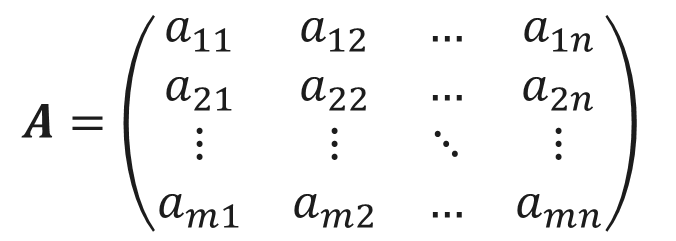 a₁₁ a₁₂ … a₁ₙ
a₂₁ a₂₂ … a₂ₙ
A = ⋮ ⋮ ⋱ ⋮
aₘ₁ aₘ₂ … aₘₙ